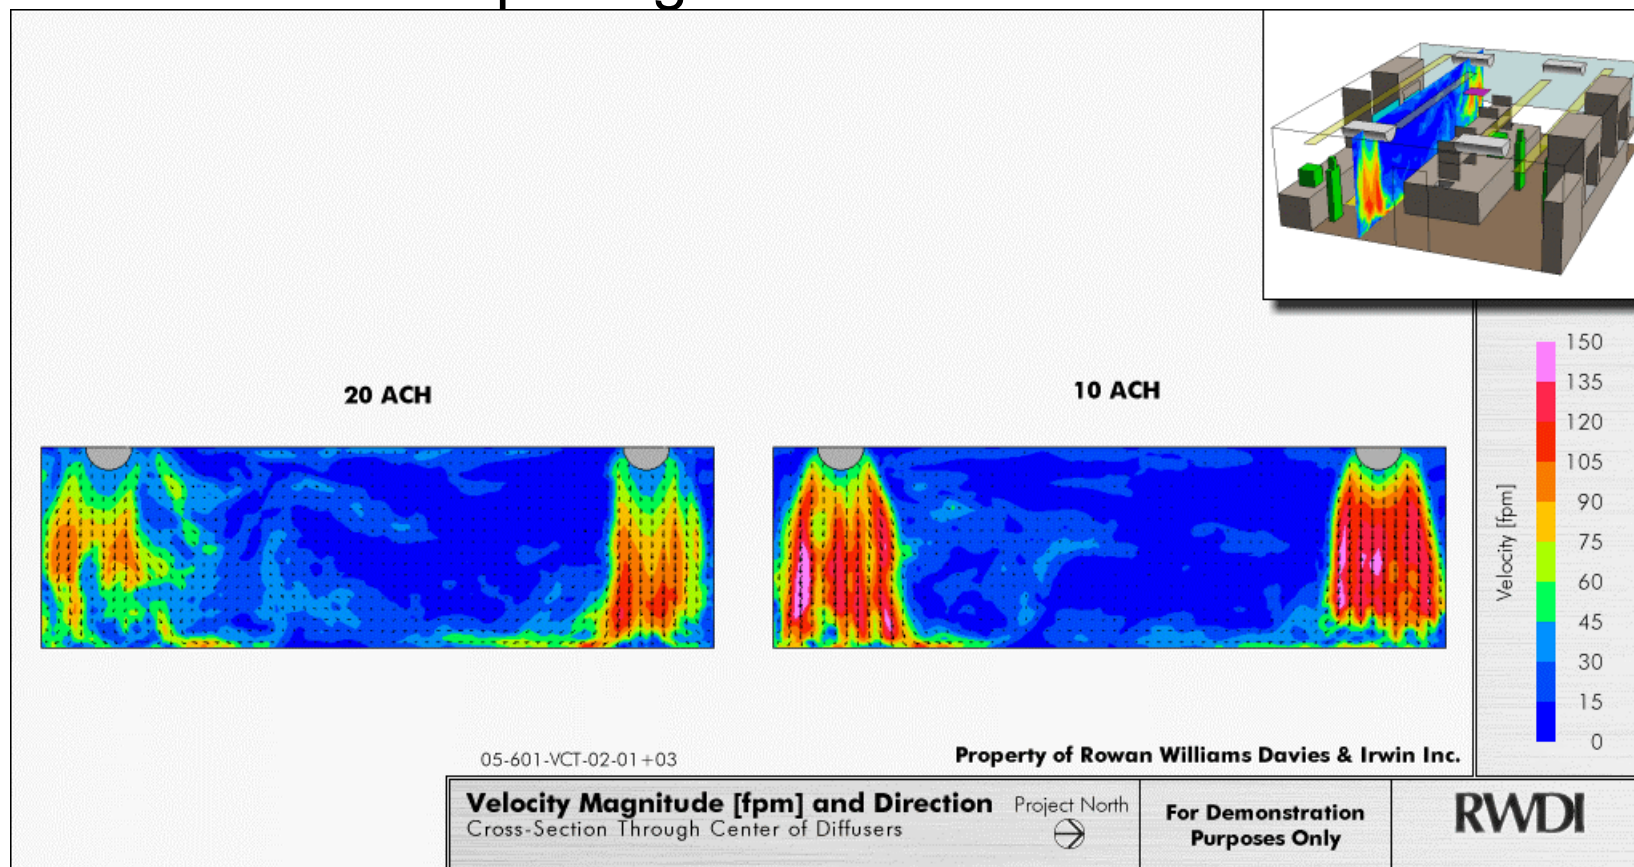 20 ACH
10 ACH
150
135
120
105
90
75
60
45
30
15
0
Velocity [fpm]
05-601-VCT-02-01+03
Property of Rowan Williams Davies & Irwin Inc.
Velocity Magnitude [fpm] and Direction
Cross-Section Through Center of Diffusers
Project North
For Demonstration
Purposes Only
RWDI